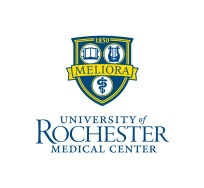 1850
MELIORA
UNIVERSITY of
ROCHESTER
MEDICAL CENTER